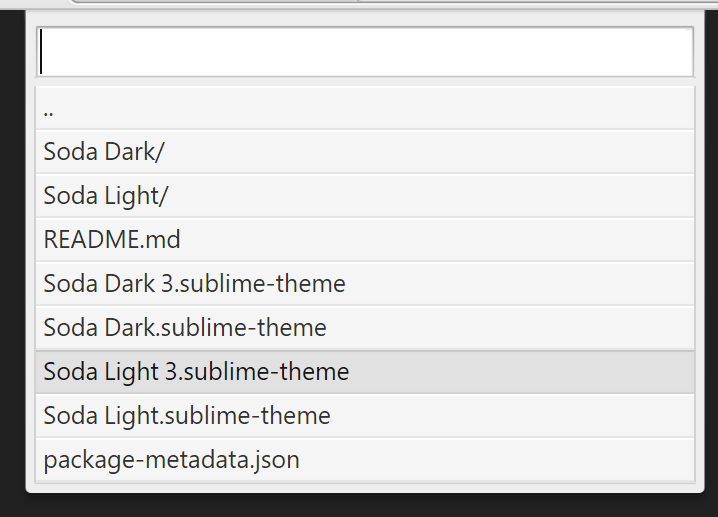 ..
Soda Dark/
Soda Light/
README.md
Soda Dark 3.sublime-theme
Soda Dark.sublime-theme
Soda Light 3.sublime-theme
Soda Light.sublime-theme
package-metadata.json